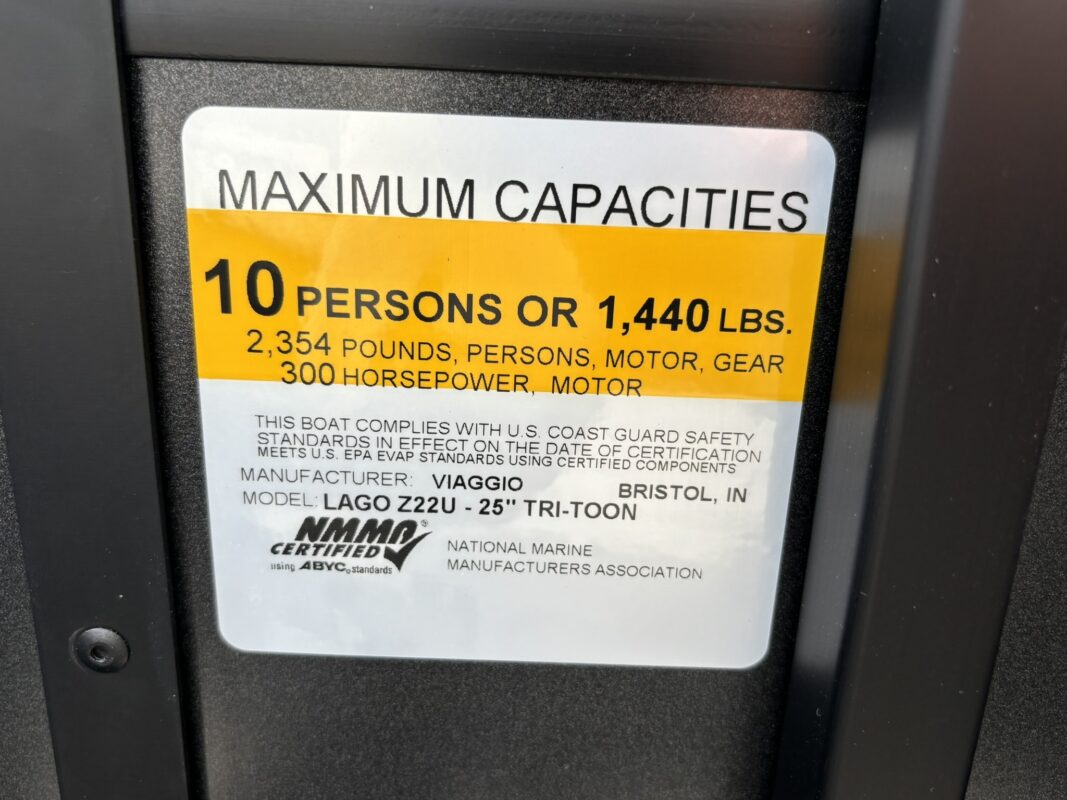 MAXIMUM CAPACITIES
10 PERSONS OR 1,440 LBS.
2,354 POUNDS, PERSONS, MOTOR, GEAR
300 HORSEPOWER, MOTOR
THIS BOAT COMPLIES WITH U.S. COAST GUARD SAFETY
STANDARDS IN EFFECT ON THE DATE OF CERTIFICATION
MEETS U.S. EPA EVAP STANDARDS USING CERTIFIED COMPONENTS
MANUFACTURER: VIAGGIO BRISTOL, IN
MODEL: LAGO Z22U - 25" TRI-TOON
NMMA®
CERTIFIED
using ABYC® standards
NATIONAL MARINE
MANUFACTURERS ASSOCIATION